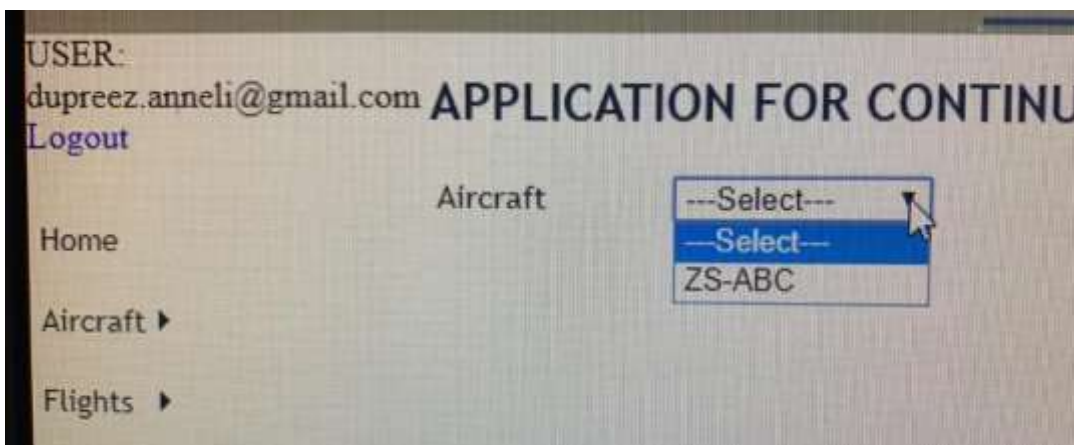 USER:
dupreez.anneli@gmail.com
Logout
APPLICATION FOR CONTINU
Aircraft
---Select---
---Select---
ZS-ABC
Home
Aircraft
Flights